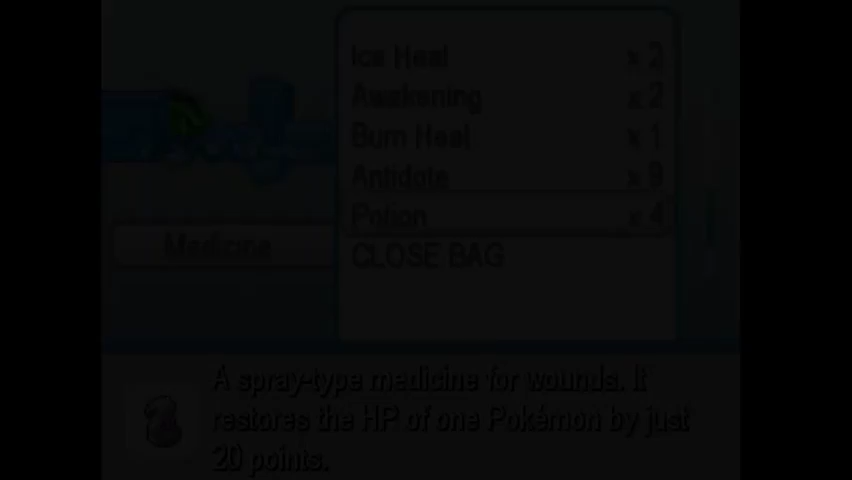 Ice Heal x 2
Awakening x 2
Burn Heal x 1
Antidote x 9
Potion x 4
CLOSE BAG
Medicine
A spray-type medicine for wounds. It
restores the HP of one Pokémon by just
20 points.